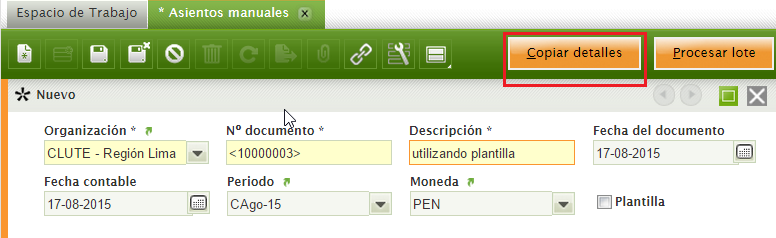 Espacio de Trabajo
* Asientos manuales
Copiar detalles
Procesar lote
Nuevo
Organización *
Nº documento *
Descripción *
Fecha del documento
CLUTE - Región Lima
<10000003>
utilizando plantilla
17-08-2015
Fecha contable
Periodo
Moneda
17-08-2015
CAgo-15
PEN
Plantilla